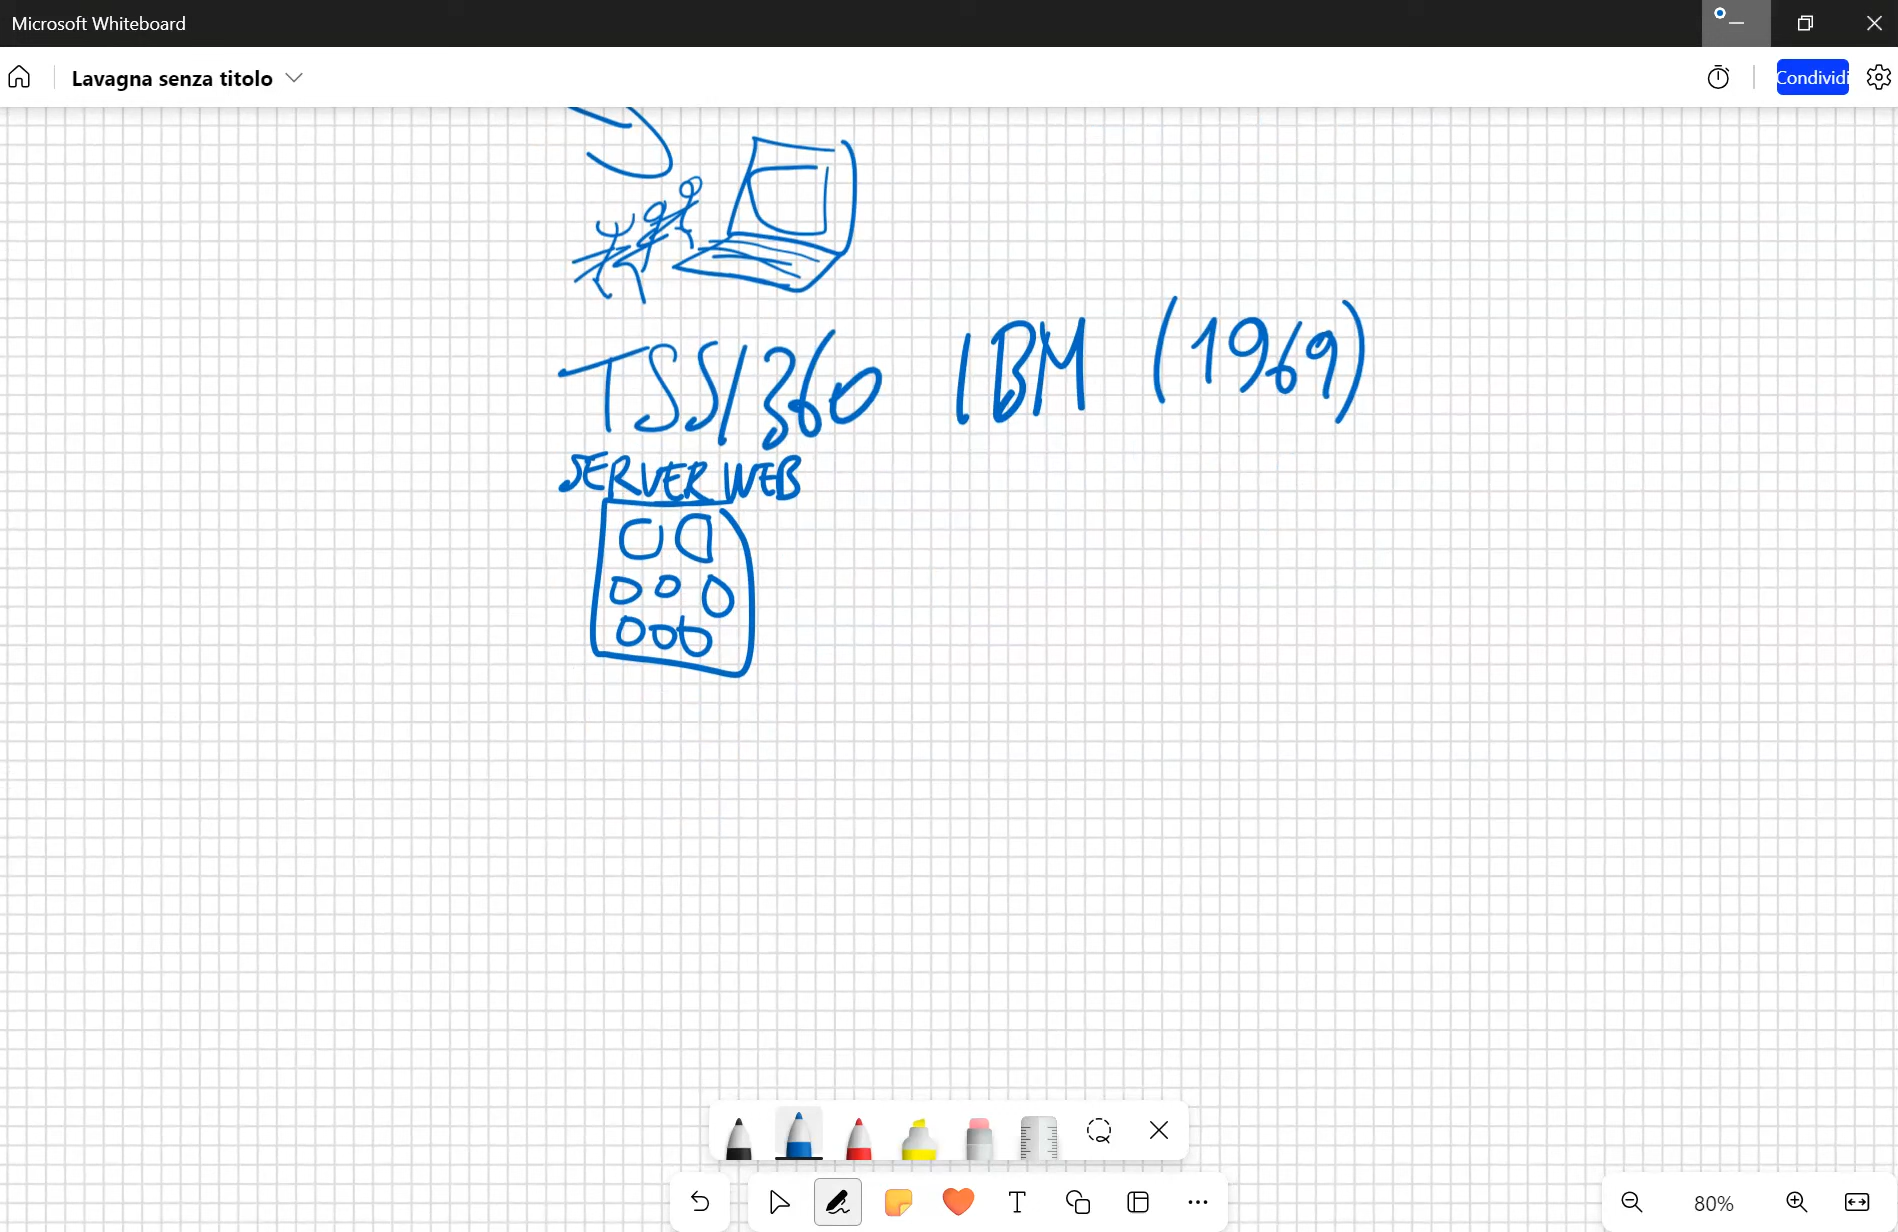 Microsoft Whiteboard
Lavagna senza titolo
Condividi
TSS/360 IBM (1969)
SERVER WEB
80%